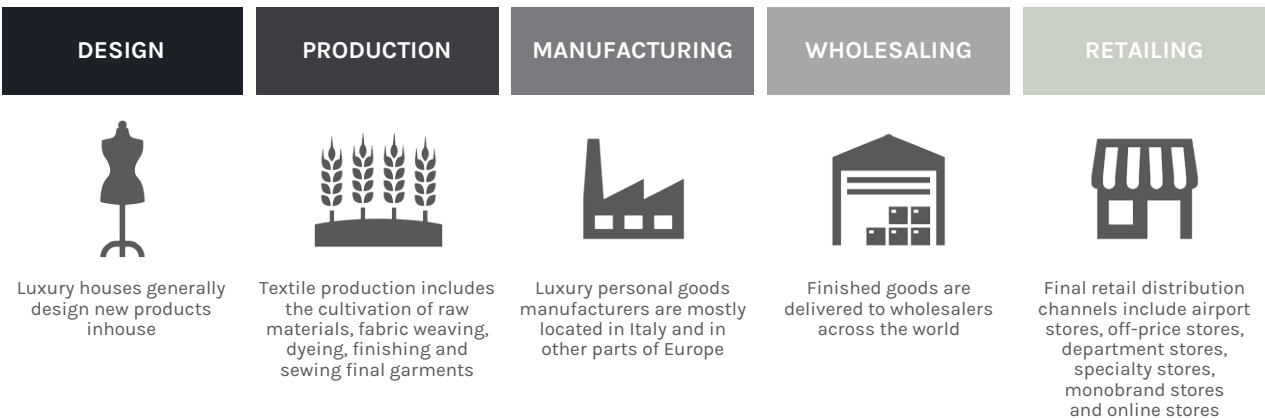 DESIGN
Luxury houses generally
design new products
inhouse
PRODUCTION
Textile production includes
the cultivation of raw
materials, fabric weaving,
dyeing, finishing and
sewing final garments
MANUFACTURING
Luxury personal goods
manufacturers are mostly
located in Italy and in
other parts of Europe
WHOLESALING
Finished goods are
delivered to wholesalers
across the world
RETAILING
Final retail distribution
channels include airport
stores, off-price stores,
department stores,
specialty stores,
monobrand stores
and online stores